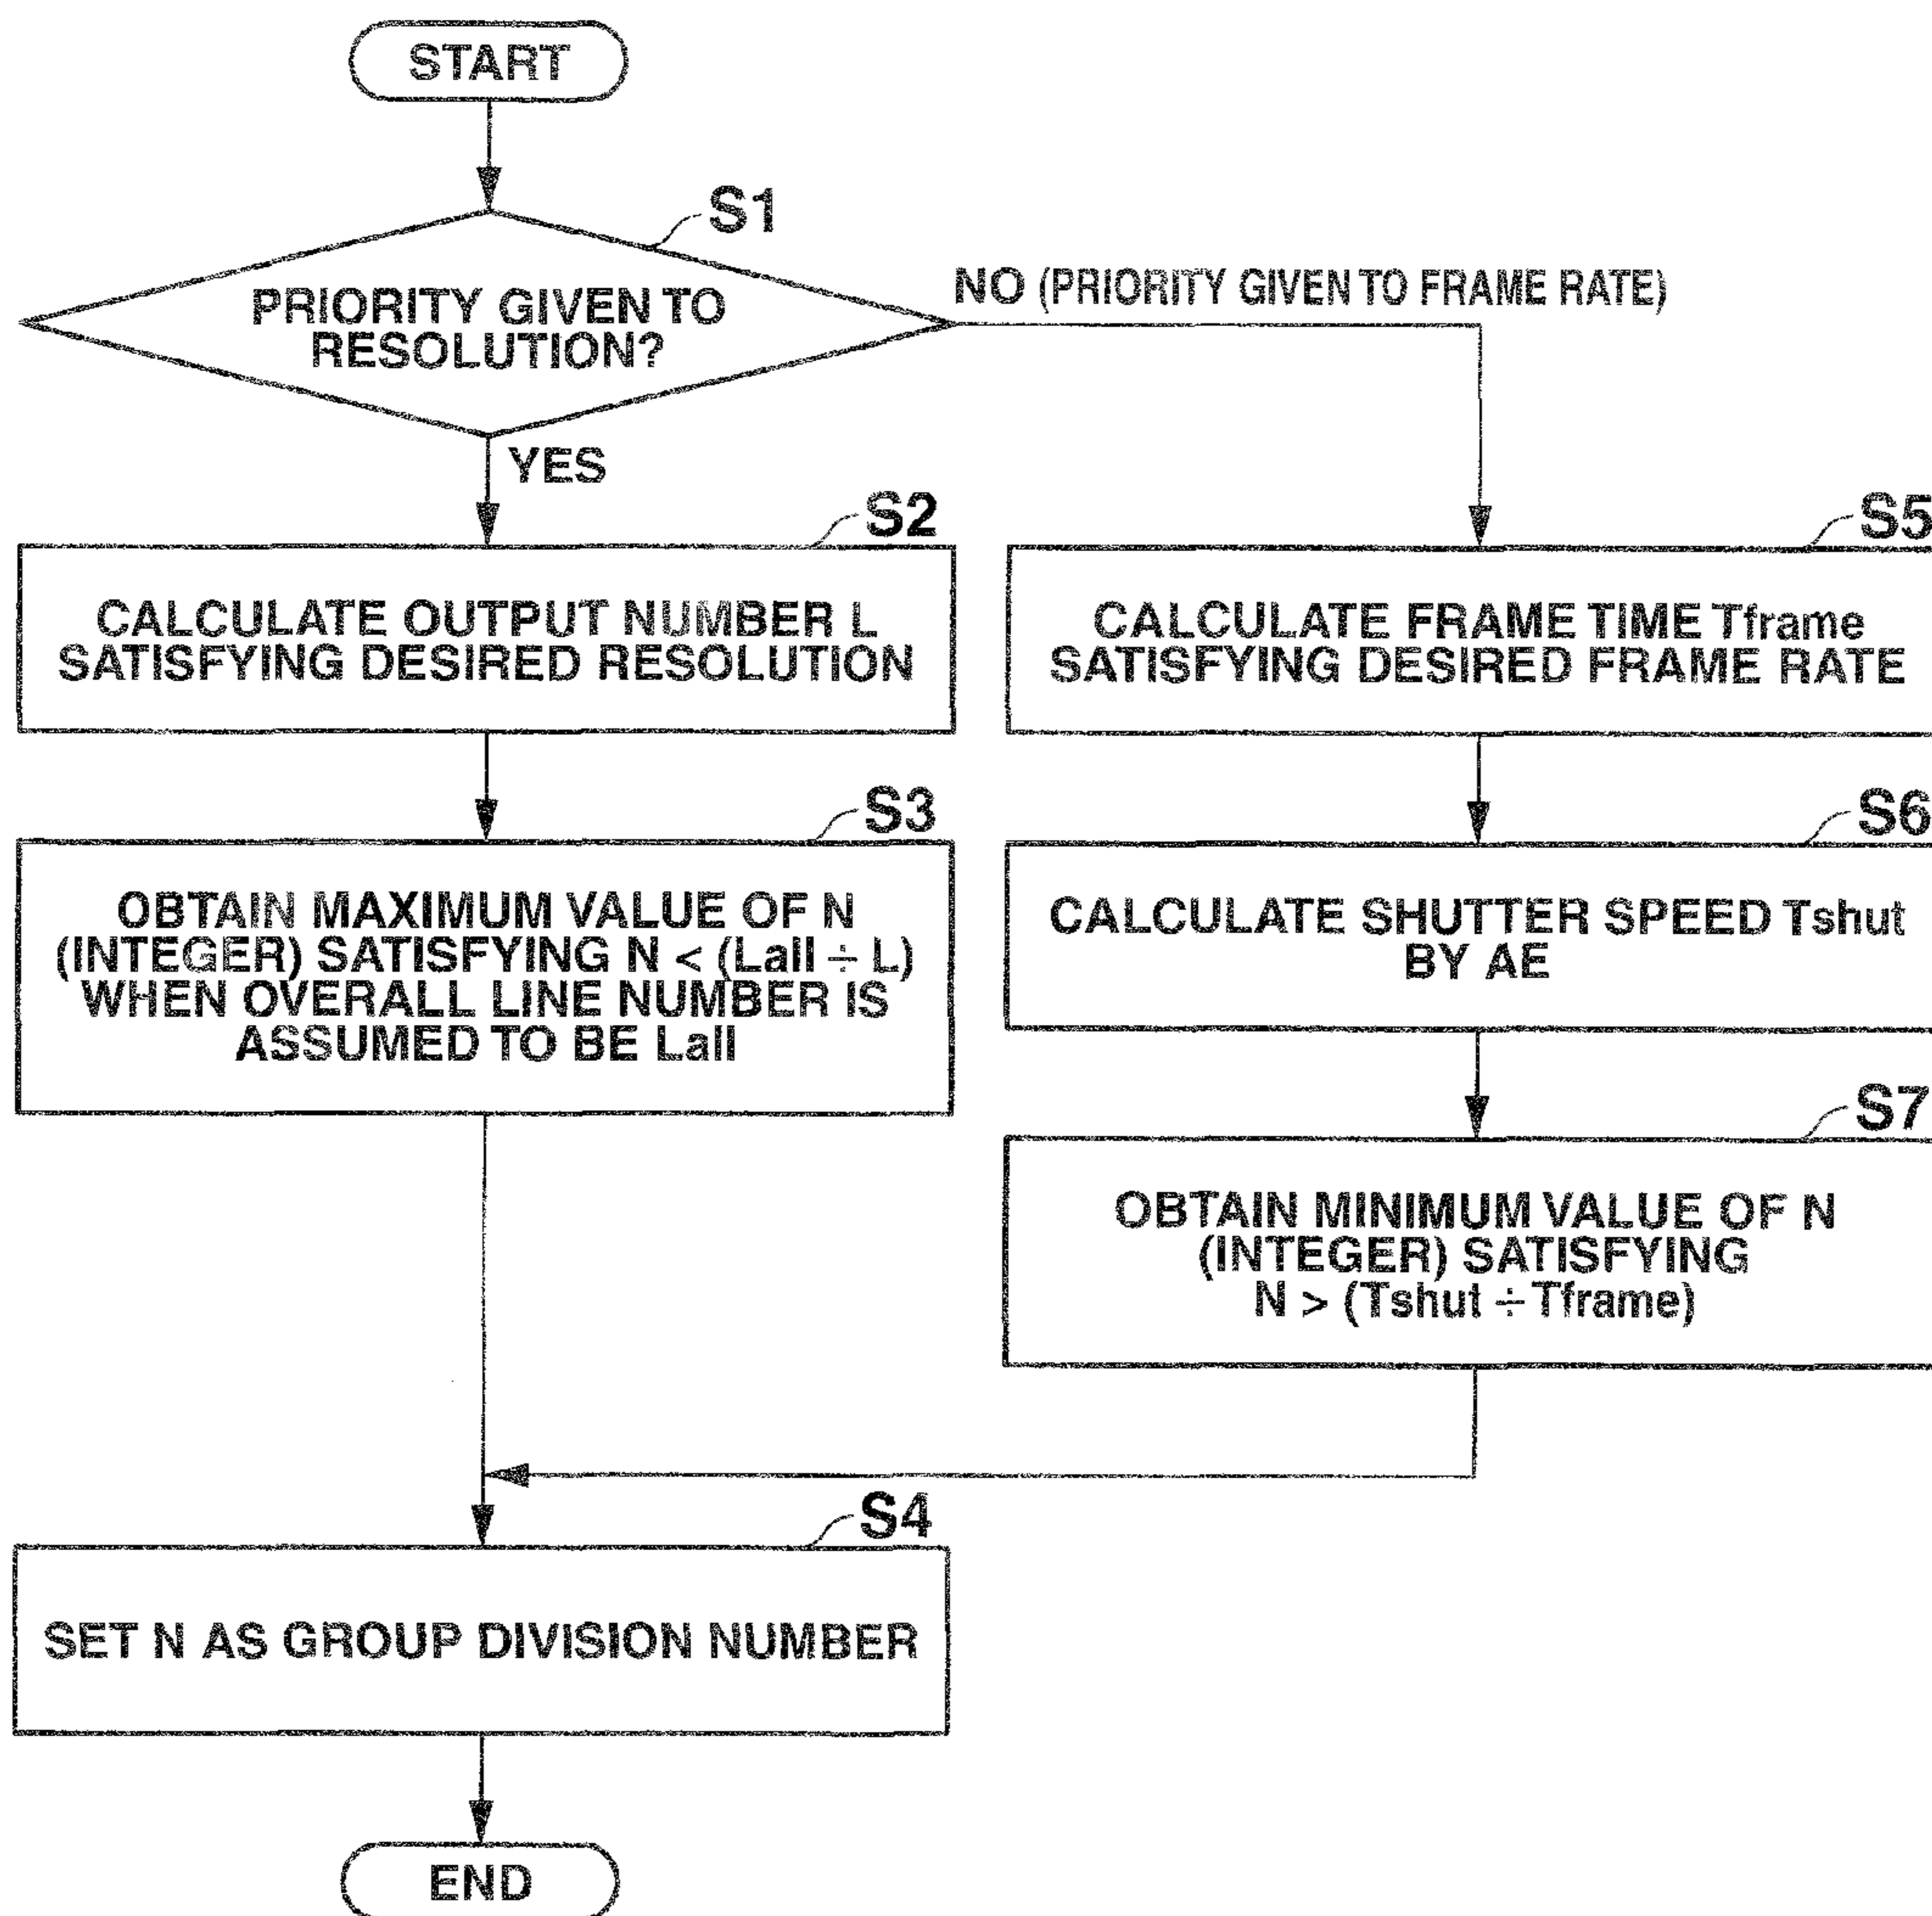 START
S1
PRIORITY GIVEN TO
RESOLUTION?
NO (PRIORITY GIVEN TO FRAME RATE)
YES
S2
CALCULATE OUTPUT NUMBER L
SATISFYING DESIRED RESOLUTION
S3
OBTAIN MAXIMUM VALUE OF N
(INTEGER) SATISFYING N < (Lall ÷ L)
WHEN OVERALL LINE NUMBER IS
ASSUMED TO BE Lall
S5
CALCULATE FRAME TIME Tframe
SATISFYING DESIRED FRAME RATE
S6
CALCULATE SHUTTER SPEED Tshut
BY AE
S7
OBTAIN MINIMUM VALUE OF N
(INTEGER) SATISFYING
N > (Tshut ÷ Tframe)
S4
SET N AS GROUP DIVISION NUMBER
END